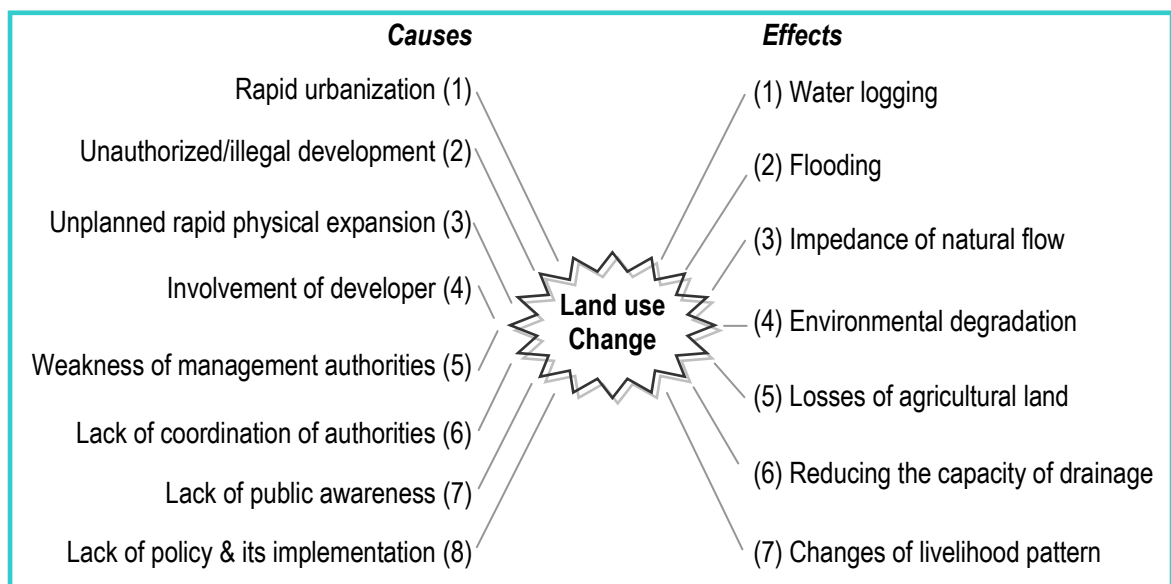 Causes
Rapid urbanization (1)
Unauthorized/illegal development (2)
Unplanned rapid physical expansion (3)
Involvement of developer (4)
Weakness of management authorities (5)
Lack of coordination of authorities (6)
Lack of public awareness (7)
Lack of policy & its implementation (8)
Land use
Change
Effects
(1) Water logging
(2) Flooding
(3) Impedance of natural flow
(4) Environmental degradation
(5) Losses of agricultural land
(6) Reducing the capacity of drainage
(7) Changes of livelihood pattern